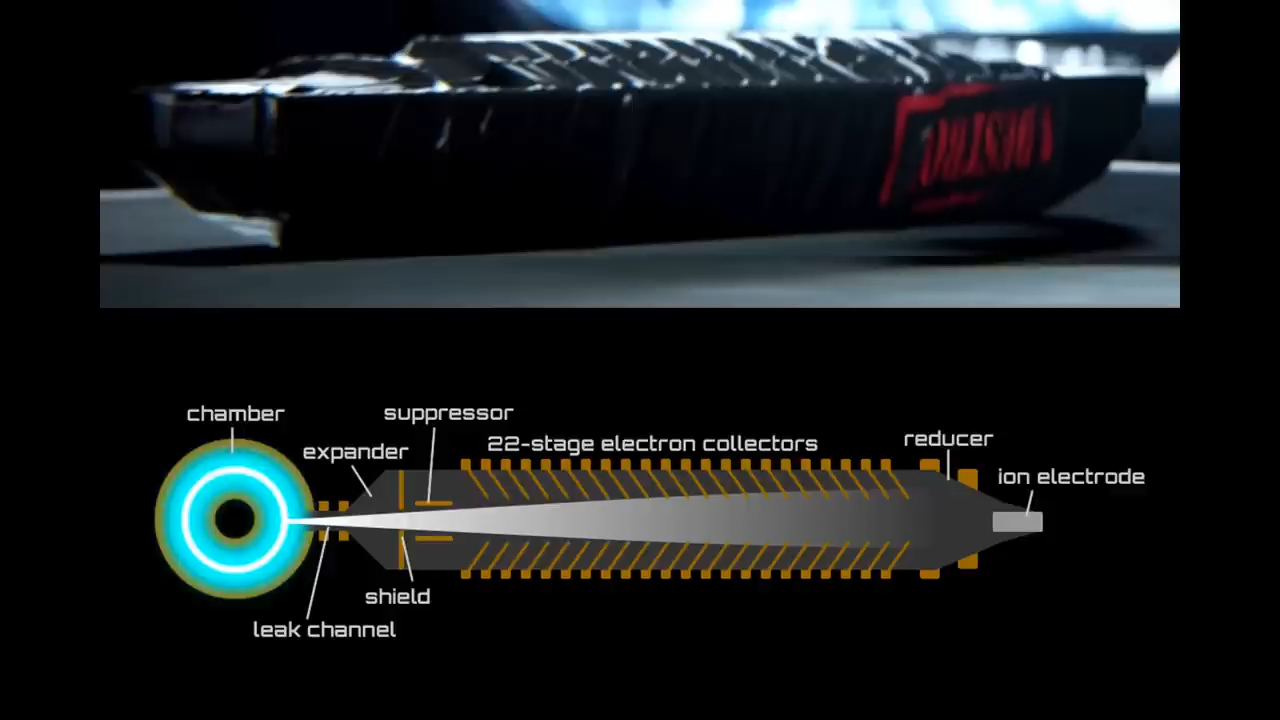 chamber
suppressor
expander
22-stage electron collectors
reducer
ion electrode
shield
leak channel